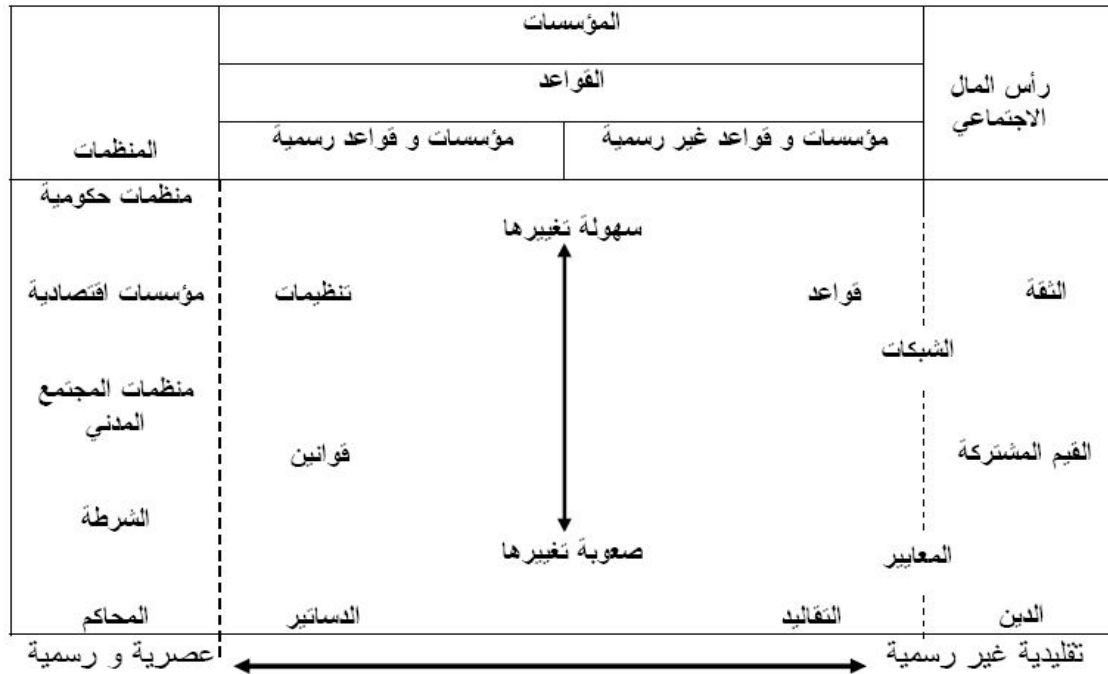 المؤسسات
القواعد
رأس المال
الاجتماعي
مؤسسات و قواعد غير رسمية
مؤسسات و قواعد رسمية
المنظمات
منظمات حكومية
سهولة تغييرها
الثقة
قواعد
تنظيمات
مؤسسات اقتصادية
الشبكات
منظمات المجتمع
المدني
القيم المشتركة
قوانين
الشرطة
المعايير
صعوبة تغييرها
الدين
التقاليد
الدساتير
المحاكم
تقليدية غير رسمية
عصرية و رسمية